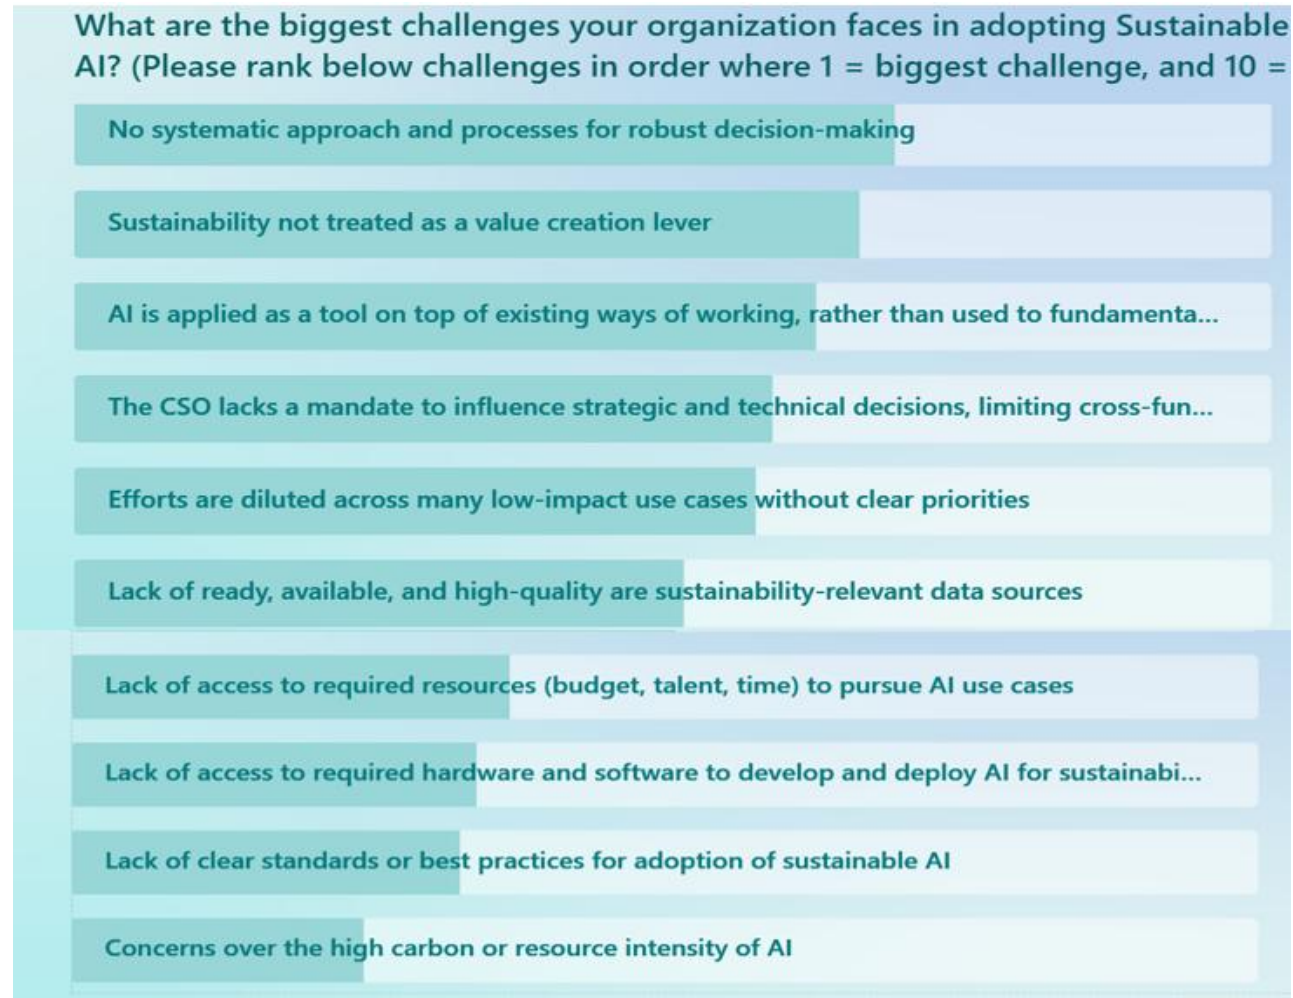 What are the biggest challenges your organization faces in adopting Sustainable
AI? (Please rank below challenges in order where 1 = biggest challenge, and 10 =
No systematic approach and processes for robust decision-making
Sustainability not treated as a value creation lever
AI is applied as a tool on top of existing ways of working, rather than used to fundamenta...
The CSO lacks a mandate to influence strategic and technical decisions, limiting cross-fun...
Efforts are diluted across many low-impact use cases without clear priorities
Lack of ready, available, and high-quality are sustainability-relevant data sources
Lack of access to required resources (budget, talent, time) to pursue AI use cases
Lack of access to required hardware and software to develop and deploy AI for sustainabi...
Lack of clear standards or best practices for adoption of sustainable AI
Concerns over the high carbon or resource intensity of AI